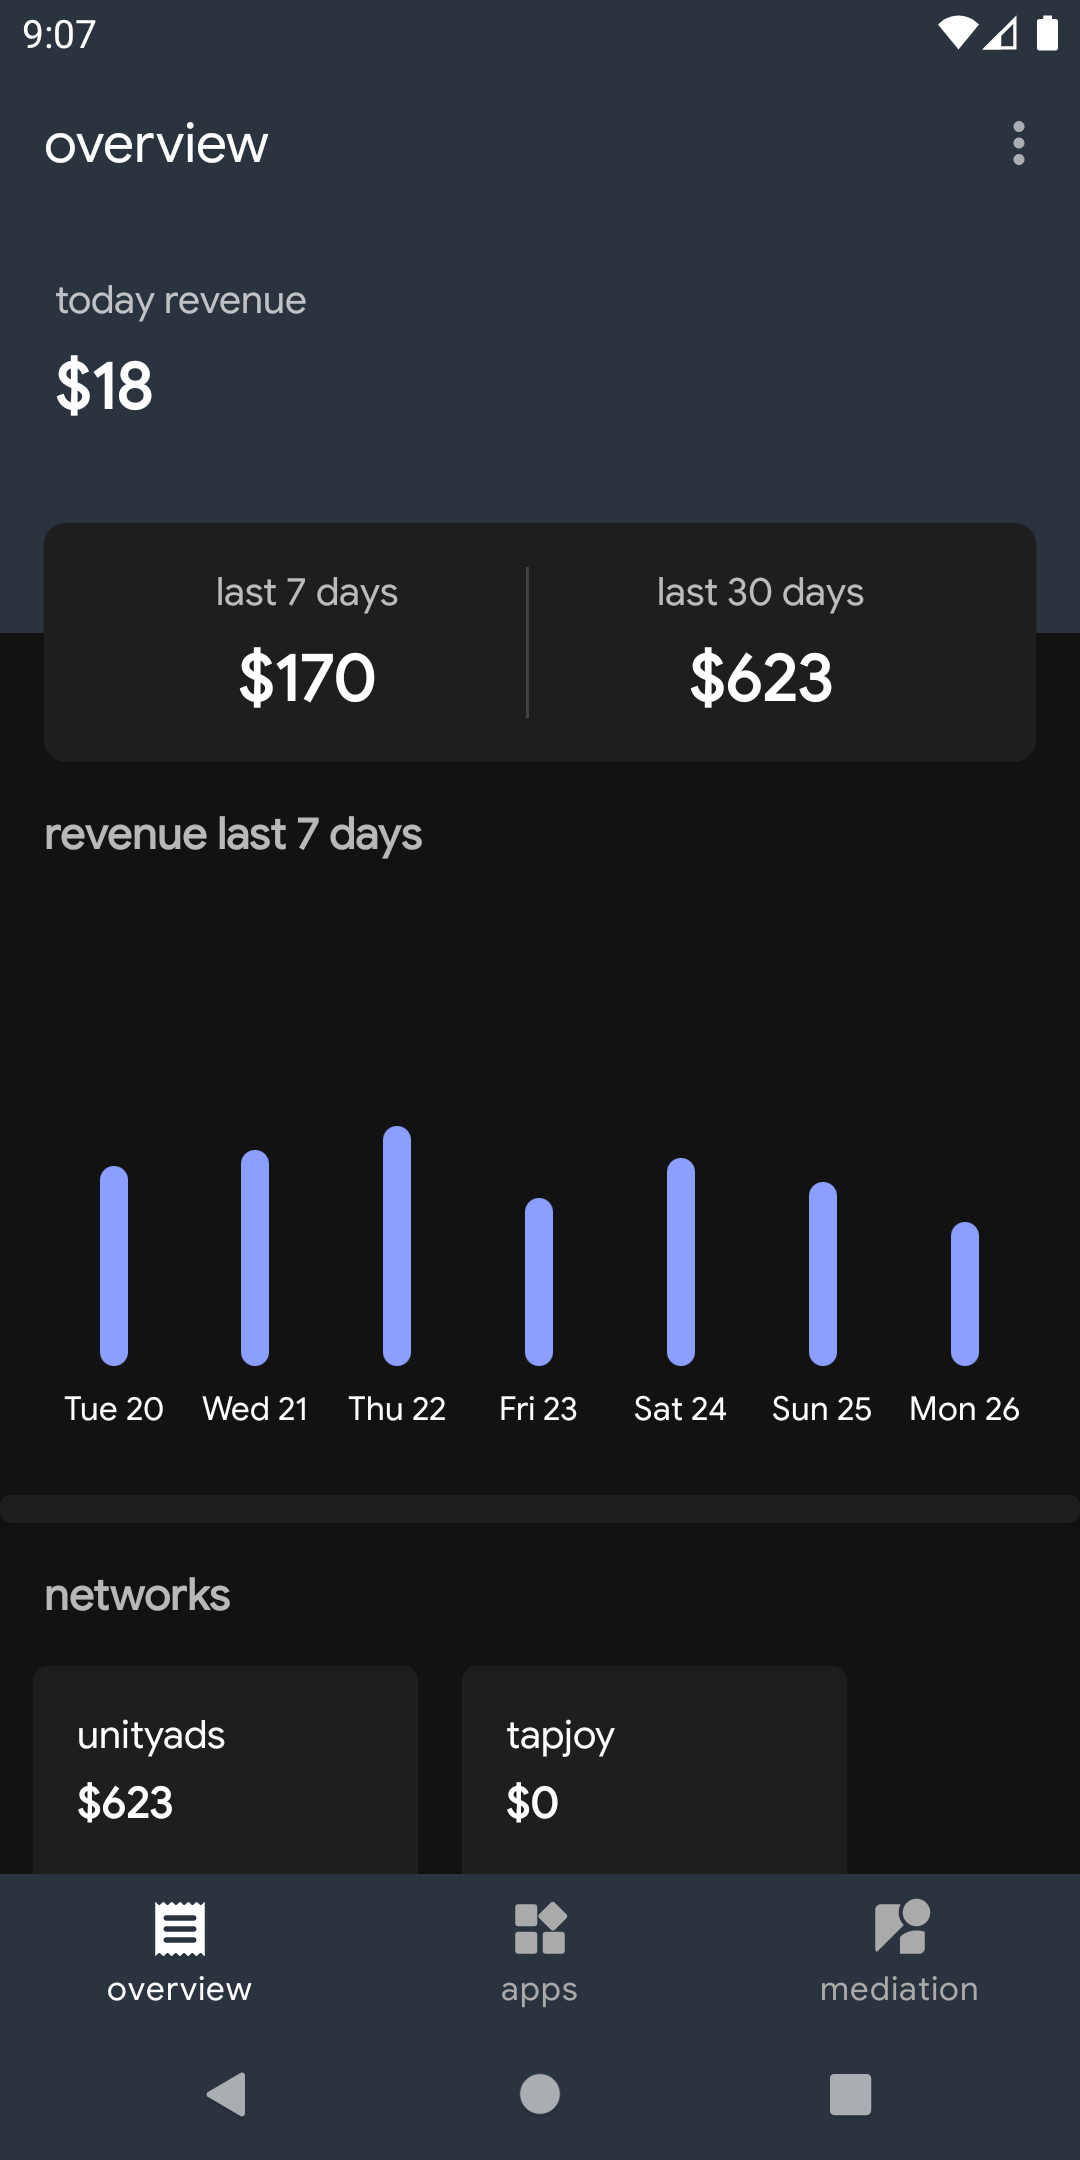 9:07
overview
today revenue
$18
last 7 days
last 30 days
$170
$623
revenue last 7 days
Tue 20 Wed 21 Thu 22 Fri 23 Sat 24 Sun 25 Mon 26
networks
unityads
$623
tapjoy
$0
overview
apps
mediation